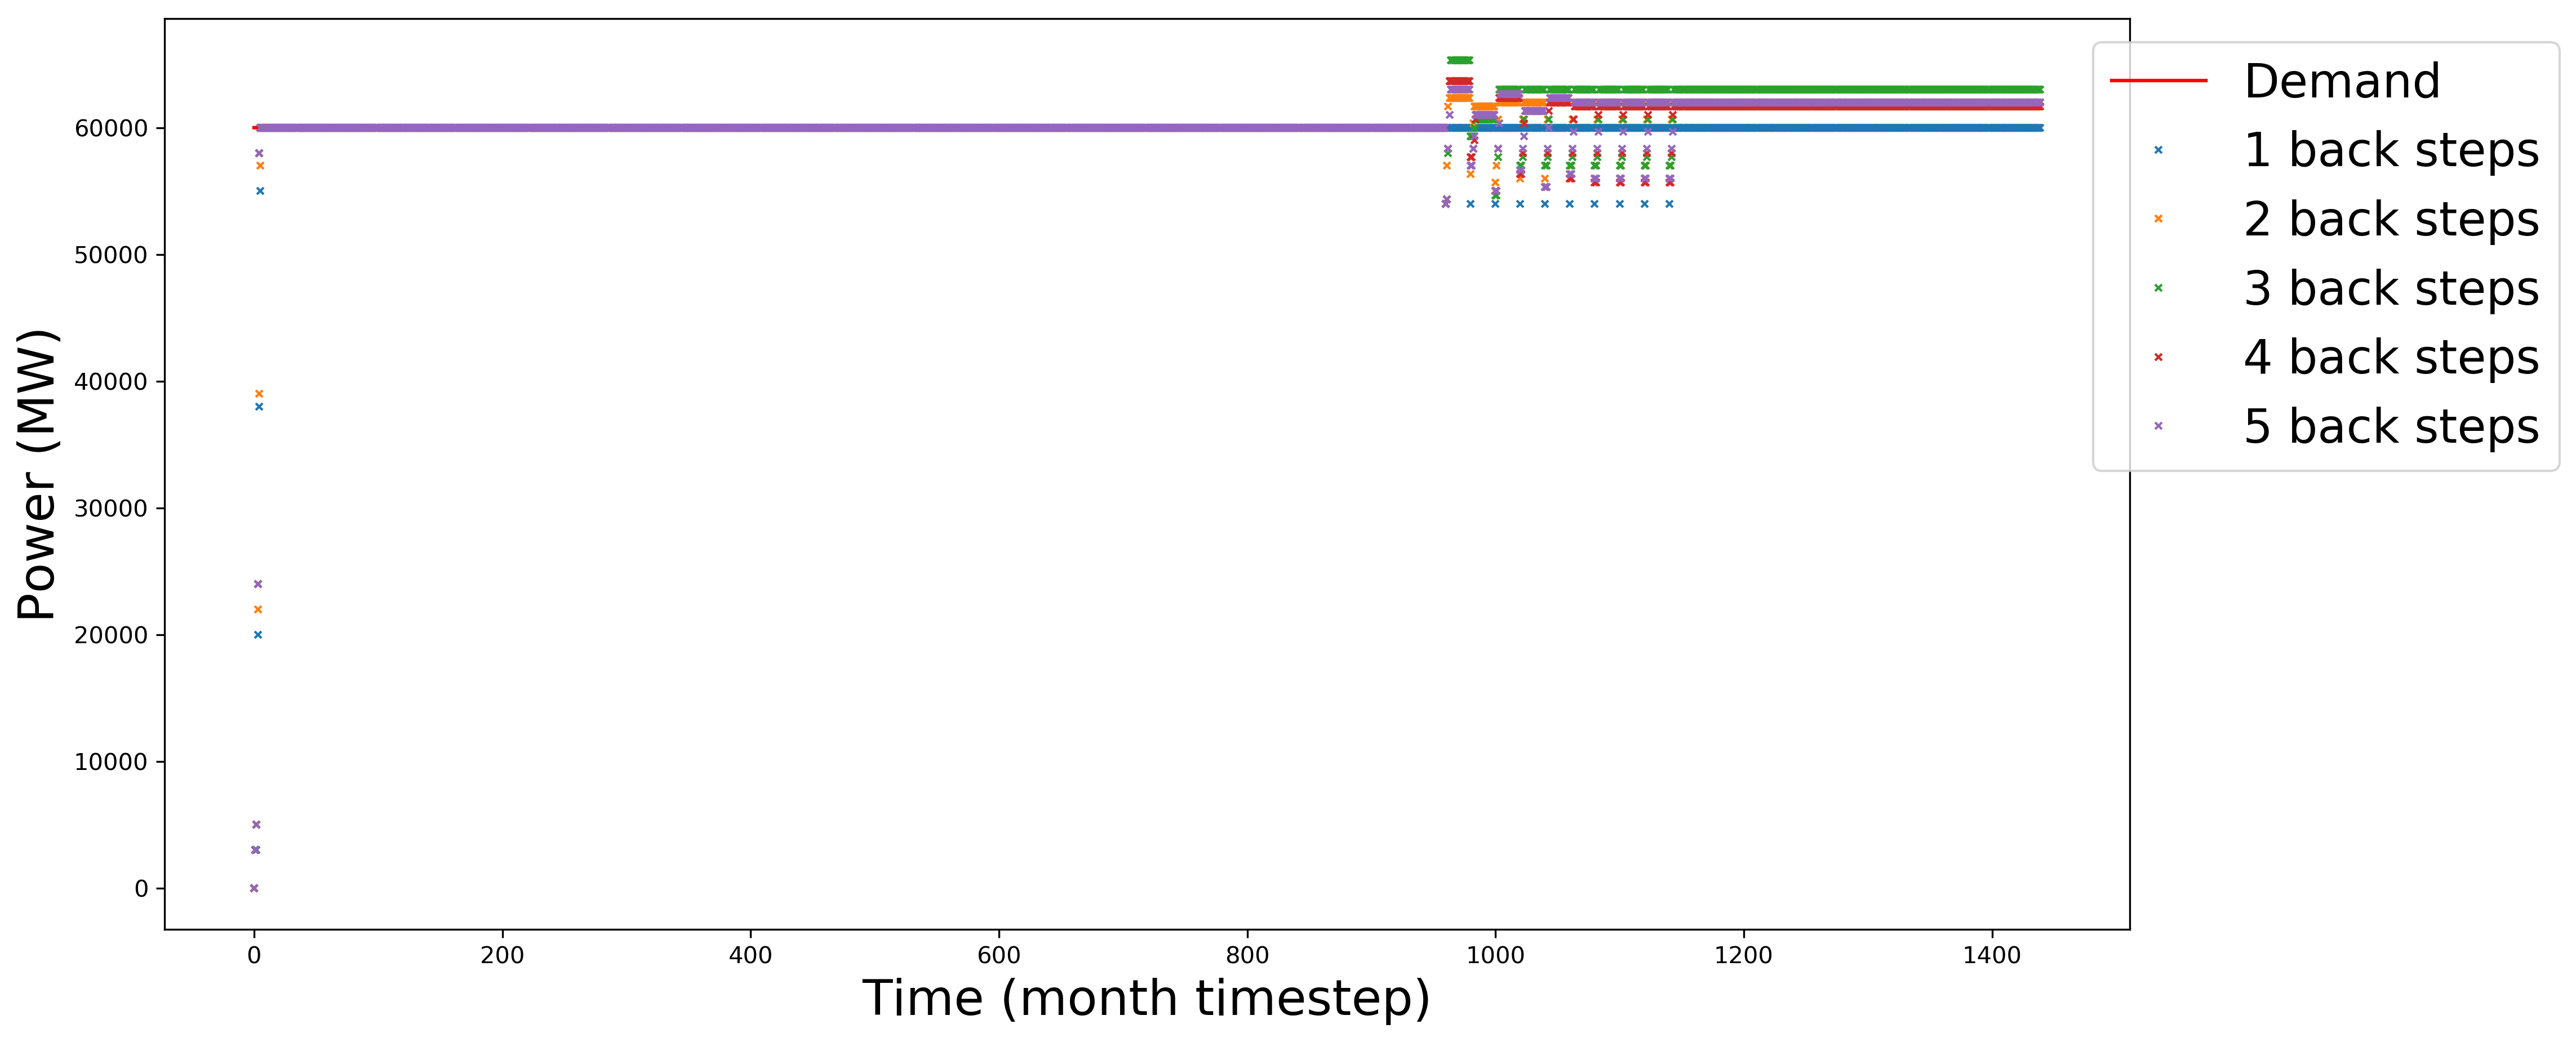 60000
50000
40000
30000
20000
10000
0
Power (MW)
0 200 400 600 800 1000 1200 1400
Time (month timestep)
Demand
1 back steps
2 back steps
3 back steps
4 back steps
5 back steps